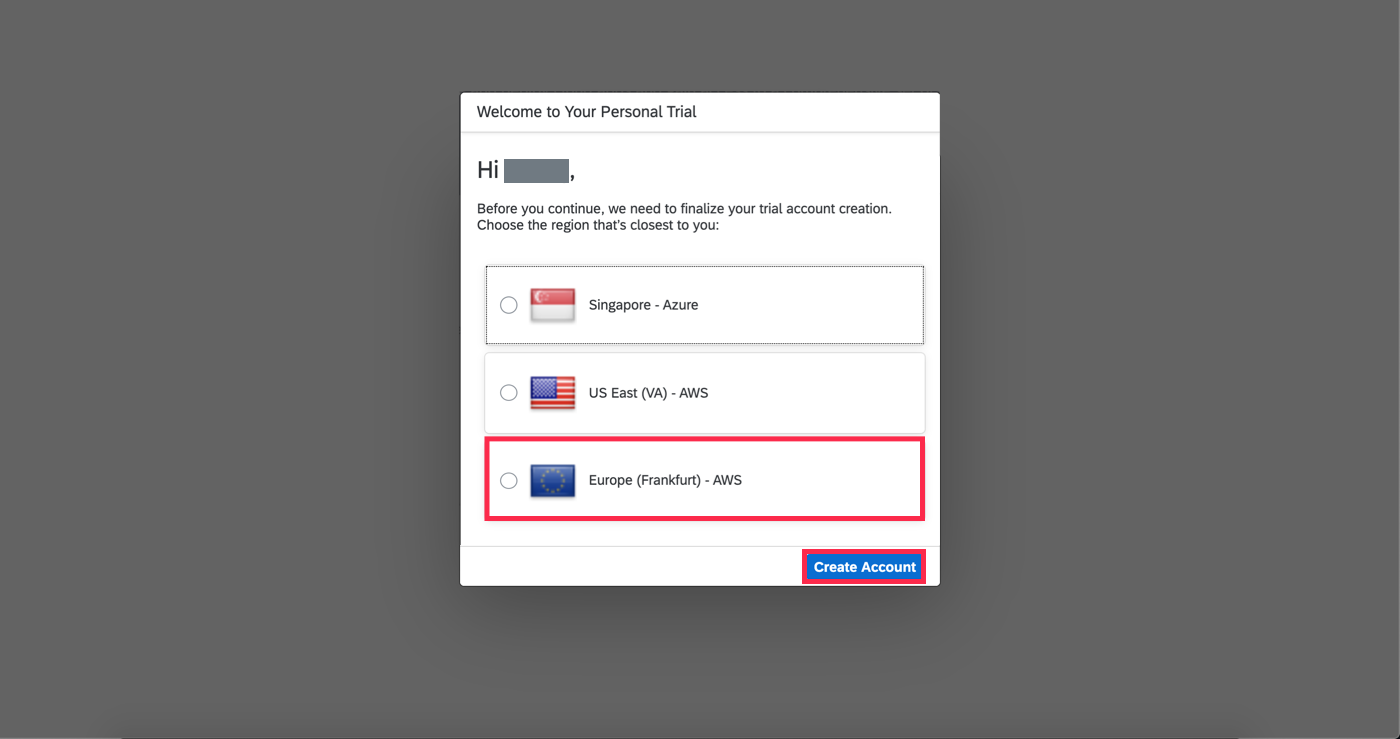 Welcome to Your Personal Trial
Hi ,
Before you continue, we need to finalize your trial account creation.
Choose the region that's closest to you:
Singapore - Azure
US East (VA) - AWS
Europe (Frankfurt) - AWS
Create Account